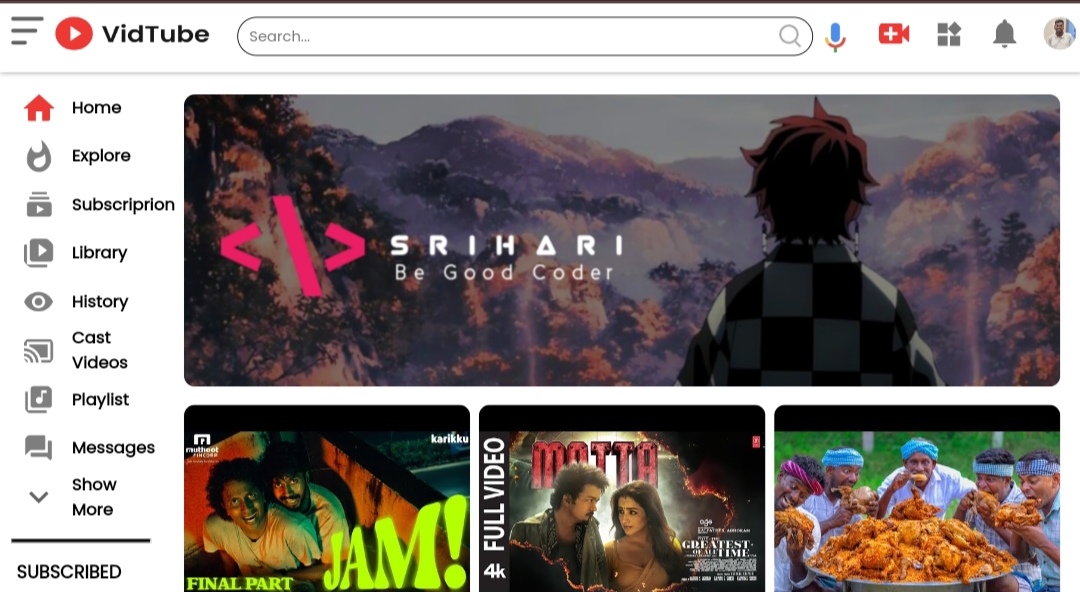 VidTube
Search...
Home
Explore
Subscriprion
Library
History
Cast
Videos
Playlist
Messages
Show
More
SUBSCRIBED
SRIHARI
Be Good Coder
muthoot
FINCORP
karikku
JAM!
FINAL PART
FULL VIDEO
4k
MATTA
THE
GREATEST
OF ALL TIME